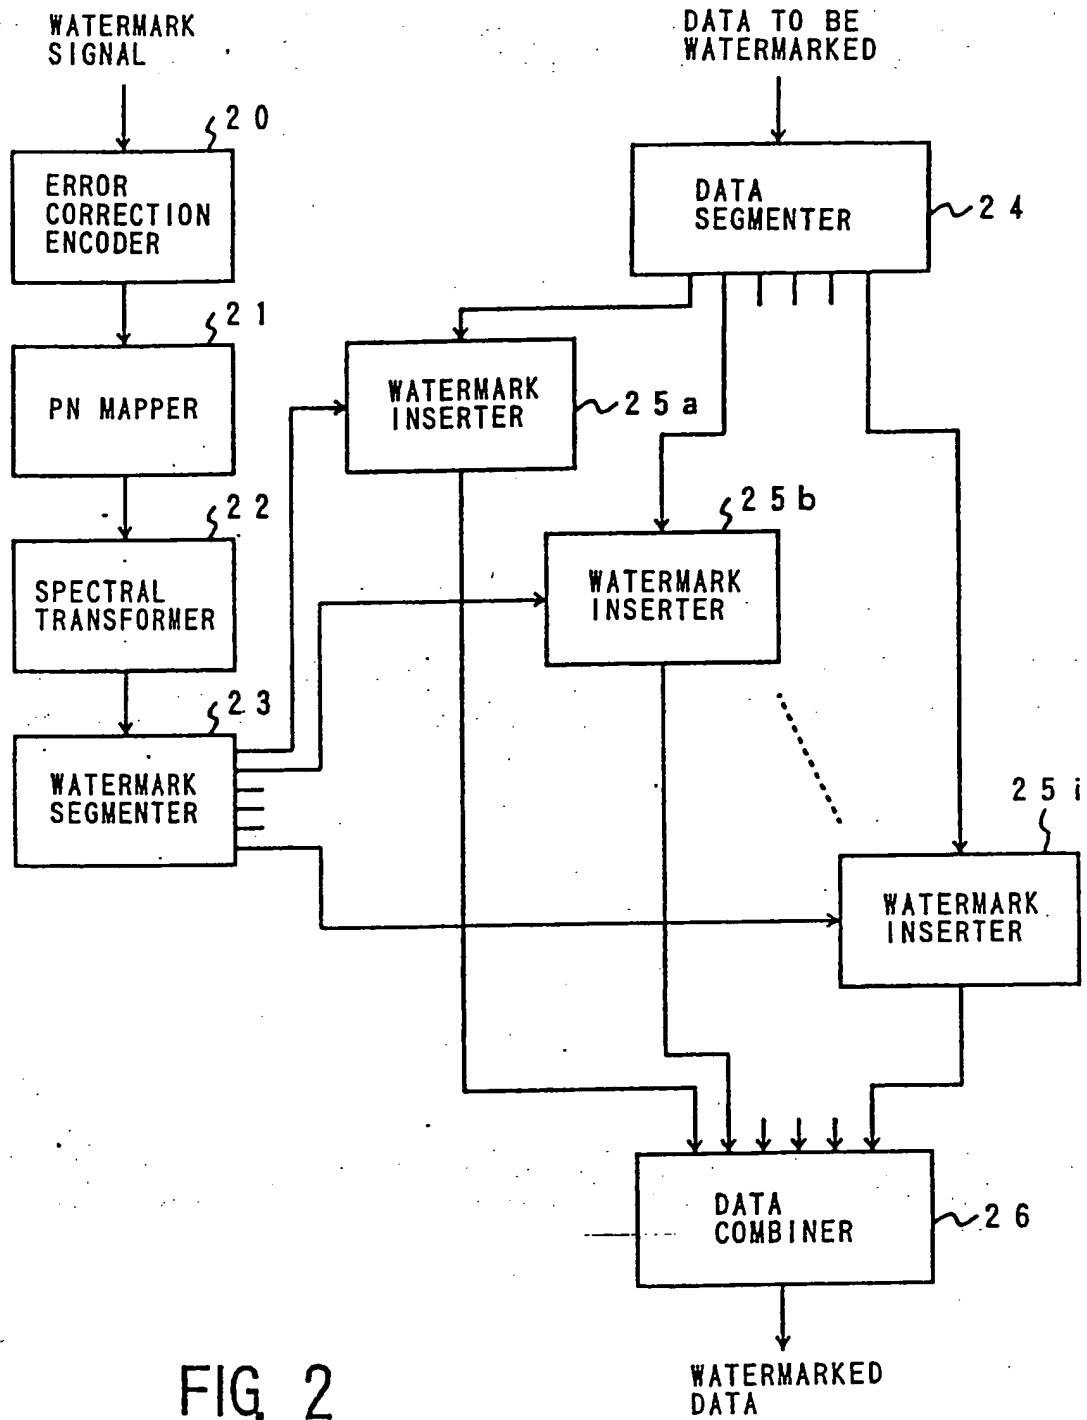 WATERMARK
SIGNAL
DATA TO BE
WATERMARKED
20
ERROR
CORRECTION
ENCODER
DATA
SEGMENTER
24
21
PN MAPPER
WATERMARK
INSERTER
25a
22
SPECTRAL
TRANSFORMER
25b
WATERMARK
INSERTER
23
WATERMARK
SEGMENTER
25i
WATERMARK
INSERTER
DATA
COMBINER
26
WATERMARKED
DATA
FIG. 2